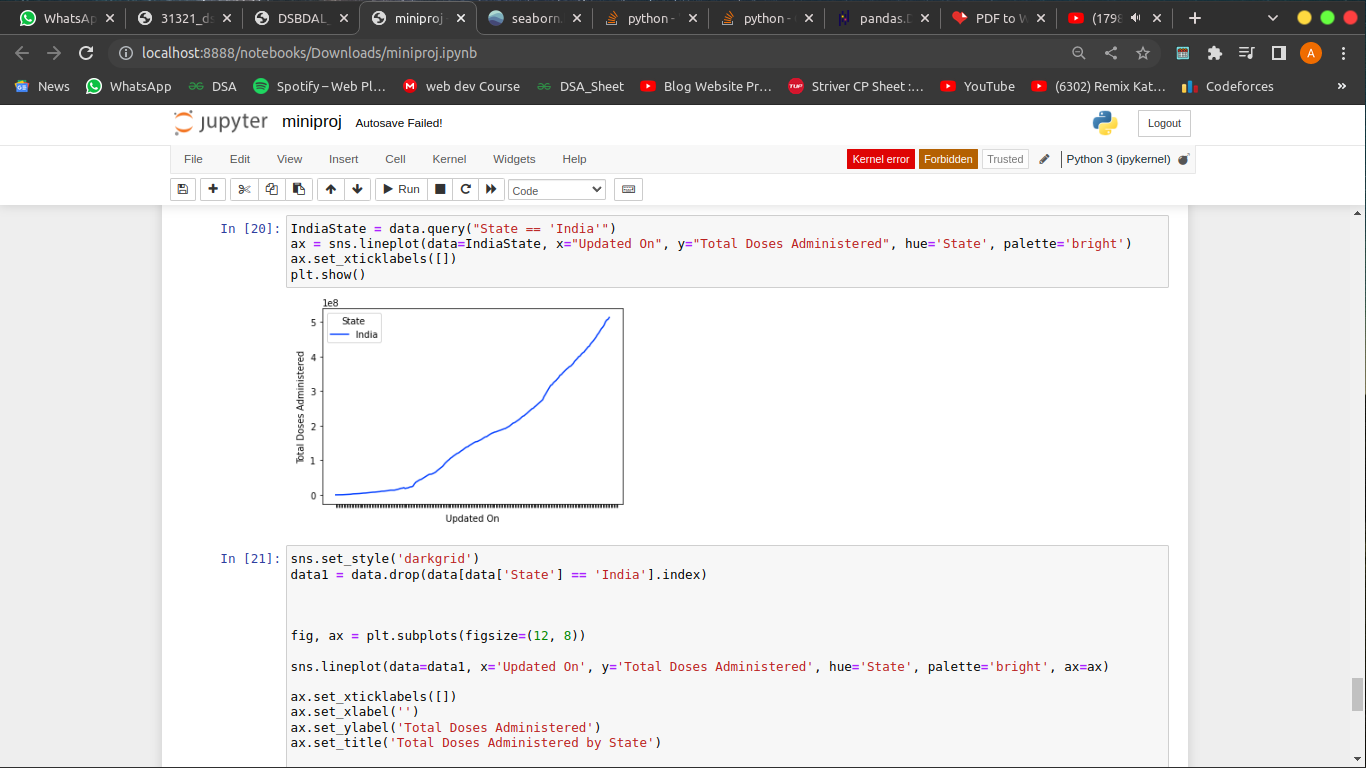 WhatsAp
31321_ds
DSBDAL_
miniproj
seaborn.
python -
python -
pandas.D
PDF to W
(1798
localhost:8888/notebooks/Downloads/miniproj.ipynb
A
News
WhatsApp
DSA
Spotify – Web Pl…
web dev Course
DSA_Sheet
Blog Website Pr…
Striver CP Sheet :…
YouTube
(6302) Remix Kat…
Codeforces
»
jupyter miniproj Autosave Failed!
Logout
File Edit View Insert Cell Kernel Widgets Help
Kernel error Forbidden Trusted Python 3 (ipykernel)
Run Code
In [20]:
IndiaState = data.query("State == 'India'")
ax = sns.lineplot(data=IndiaState, x="Updated On", y="Total Doses Administered", hue='State', palette='bright')
ax.set_xticklabels([])
plt.show()
1e8
State
India
5
4
3
2
1
0
Total Doses Administered
Updated On
In [21]:
sns.set_style('darkgrid')
data1 = data.drop(data[data['State'] == 'India'].index)
fig, ax = plt.subplots(figsize=(12, 8))
sns.lineplot(data=data1, x='Updated On', y='Total Doses Administered', hue='State', palette='bright', ax=ax)
ax.set_xticklabels([])
ax.set_xlabel('')
ax.set_ylabel('Total Doses Administered')
ax.set_title('Total Doses Administered by State')